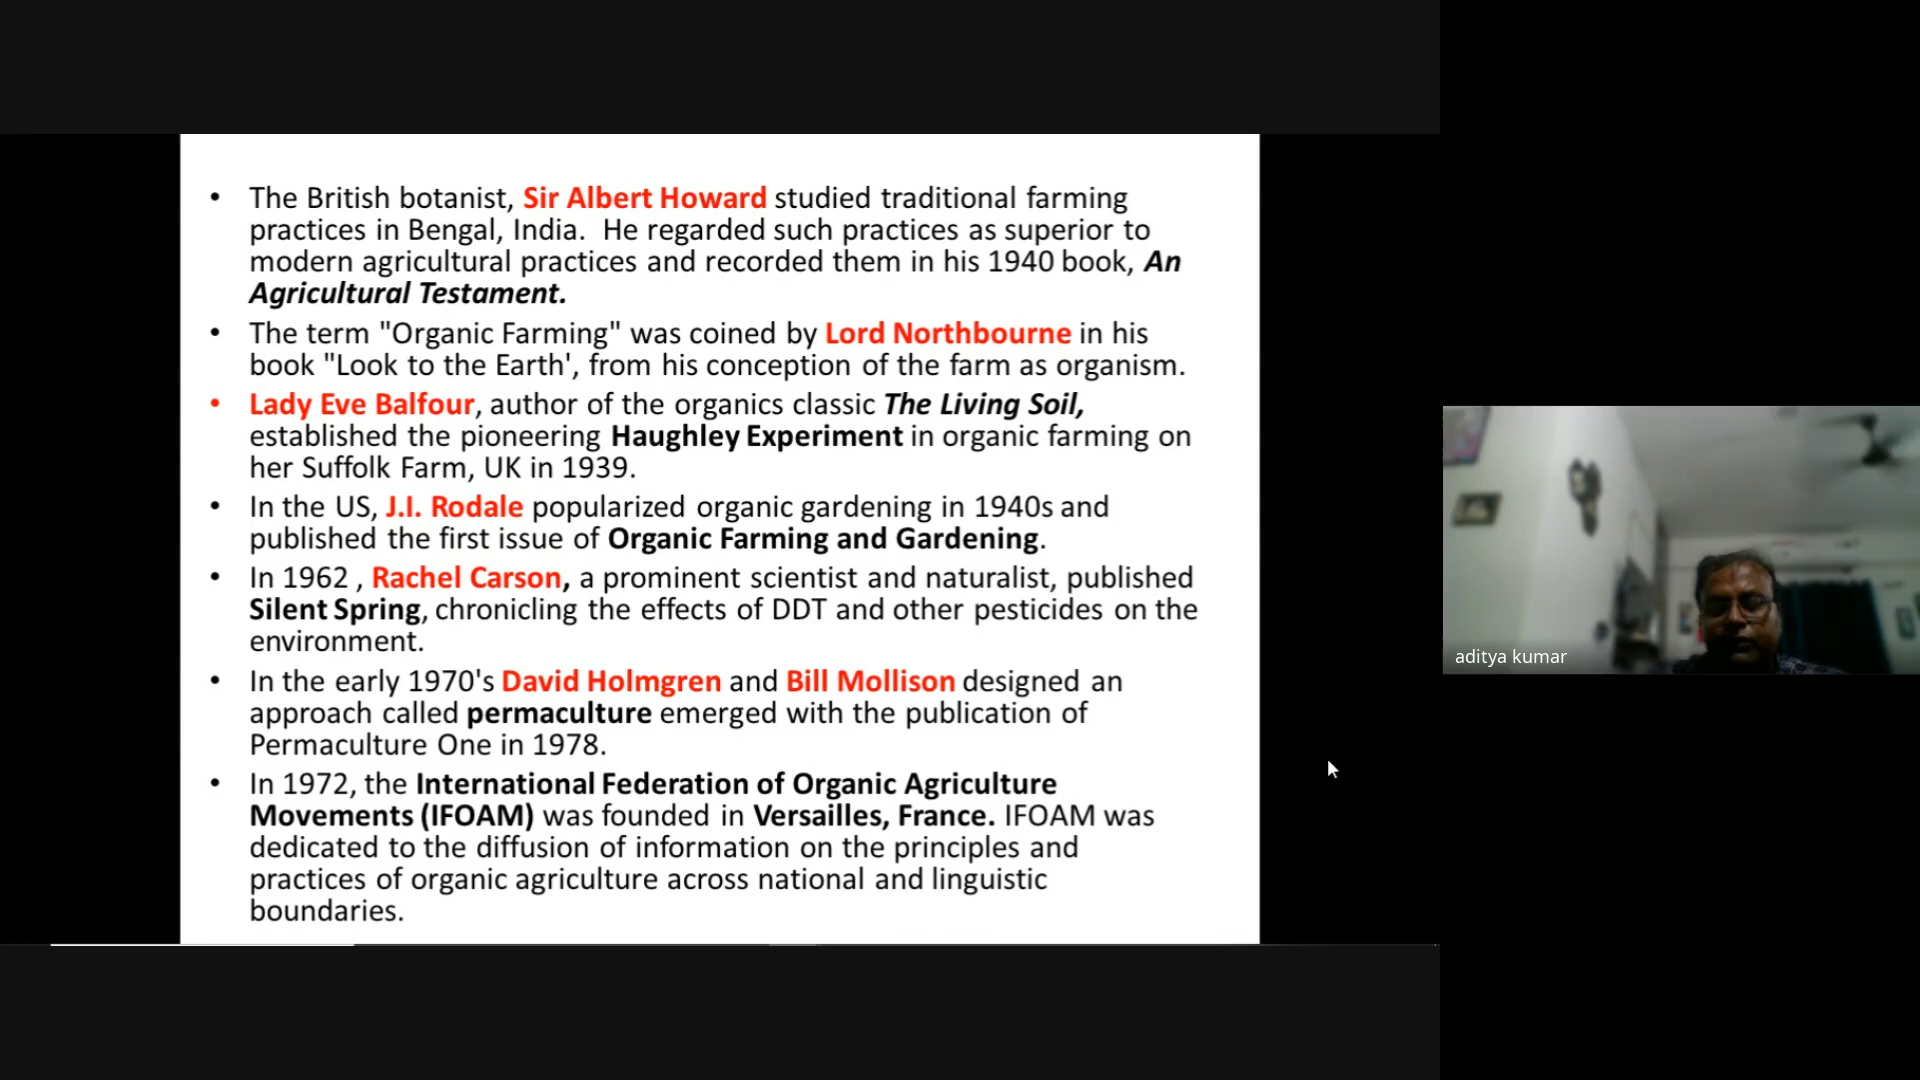 • The British botanist, Sir Albert Howard studied traditional farming
practices in Bengal, India.  He regarded such practices as superior to
modern agricultural practices and recorded them in his 1940 book, An
Agricultural Testament.
• The term "Organic Farming" was coined by Lord Northbourne in his
book "Look to the Earth', from his conception of the farm as organism.
• Lady Eve Balfour, author of the organics classic The Living Soil,
established the pioneering Haughley Experiment in organic farming on
her Suffolk Farm, UK in 1939.
• In the US, J.I. Rodale popularized organic gardening in 1940s and
published the first issue of Organic Farming and Gardening.
• In 1962 , Rachel Carson, a prominent scientist and naturalist, published
Silent Spring, chronicling the effects of DDT and other pesticides on the
environment.
• In the early 1970's David Holmgren and Bill Mollison designed an
approach called permaculture emerged with the publication of
Permaculture One in 1978.
• In 1972, the International Federation of Organic Agriculture
Movements (IFOAM) was founded in Versailles, France. IFOAM was
dedicated to the diffusion of information on the principles and
practices of organic agriculture across national and linguistic
boundaries.
aditya kumar